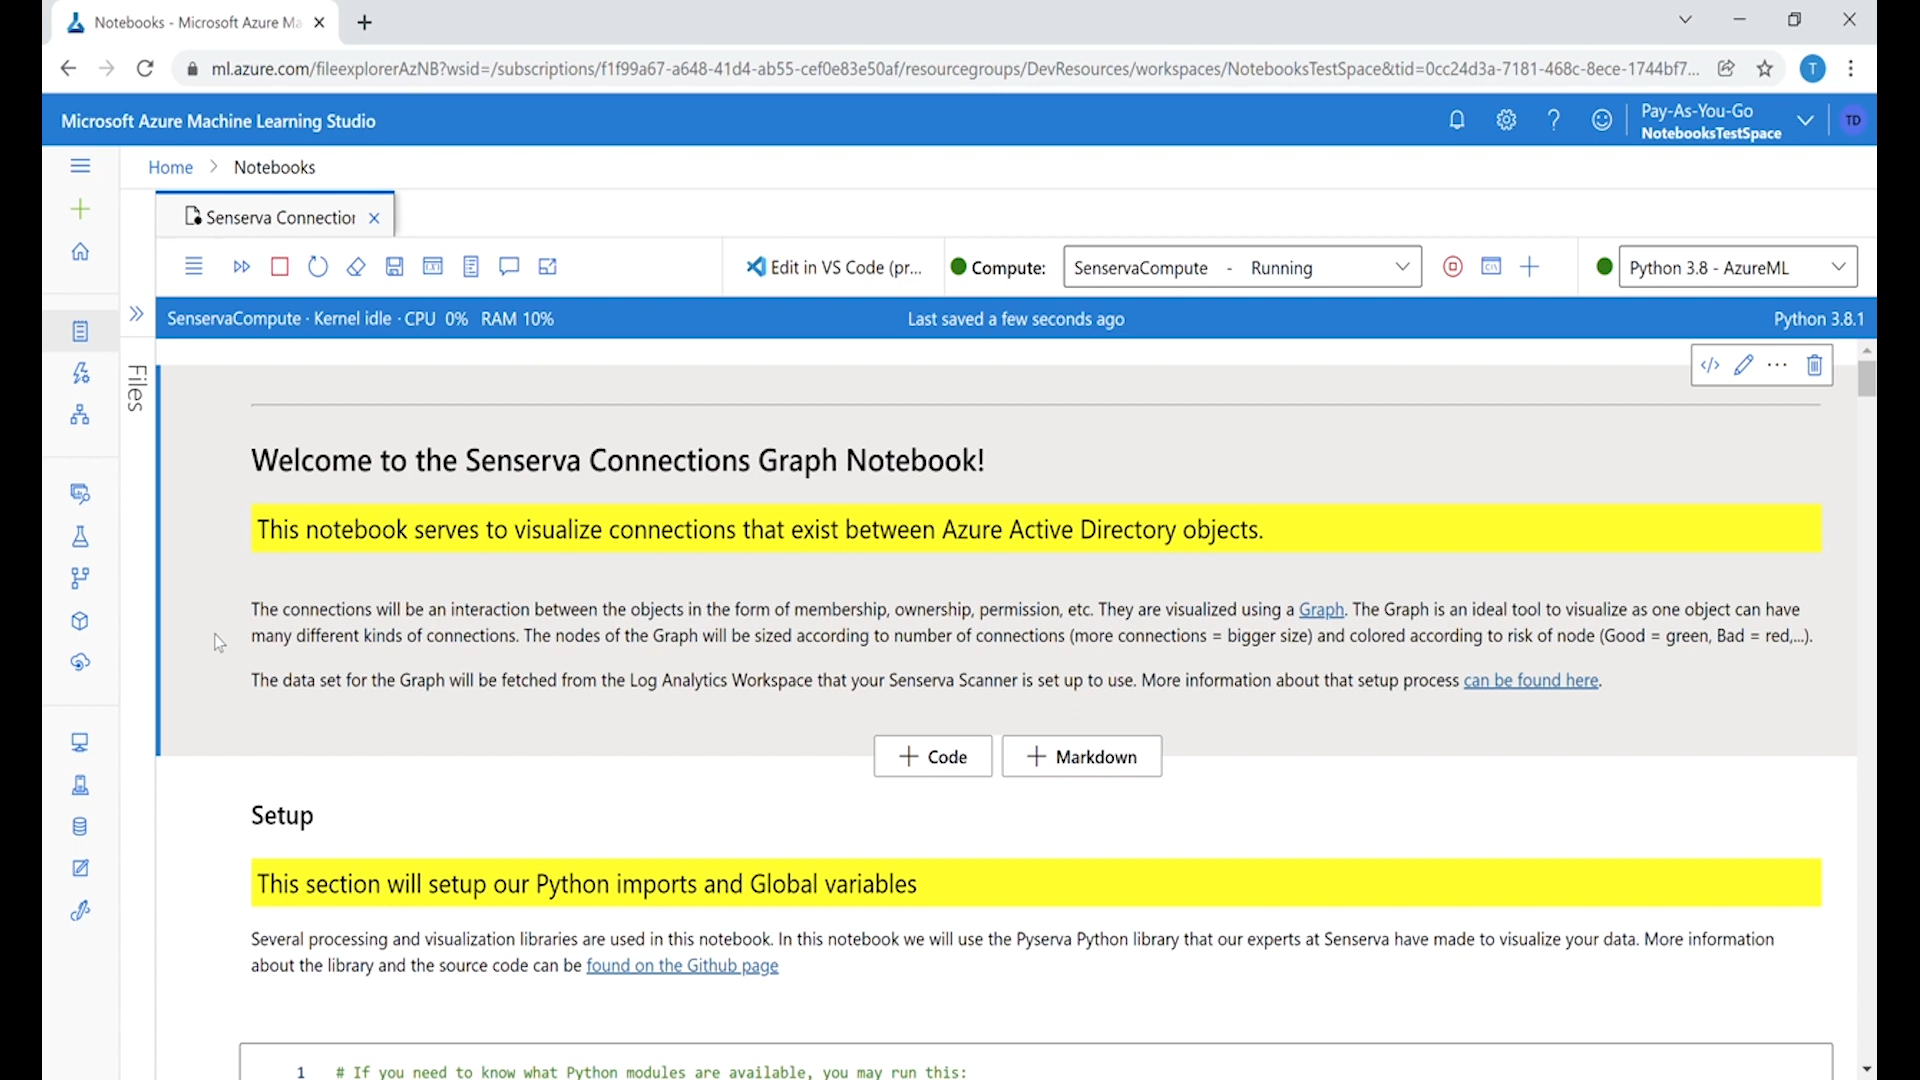 Notebooks - Microsoft Azure Ma
ml.azure.com/fileexplorerAzNB?wsid=/subscriptions/f1f99a67-a648-41d4-ab55-cef0e83e50af/resourcegroups/DevResources/workspaces/NotebooksTestSpace&tid=0cc24d3a-7181-468c-8ece-1744bf7...
T
Microsoft Azure Machine Learning Studio
Pay-As-You-Go
NotebooksTestSpace
TD
Home > Notebooks
Senserva Connection
Edit in VS Code (pr...
Compute:
SenservaCompute - Running
Python 3.8 - AzureML
SenservaCompute · Kernel idle · CPU 0% RAM 10%
Last saved a few seconds ago
Python 3.8.1
Files
Welcome to the Senserva Connections Graph Notebook!
This notebook serves to visualize connections that exist between Azure Active Directory objects.
The connections will be an interaction between the objects in the form of membership, ownership, permission, etc. They are visualized using a Graph. The Graph is an ideal tool to visualize as one object can have
many different kinds of connections. The nodes of the Graph will be sized according to number of connections (more connections = bigger size) and colored according to risk of node (Good = green, Bad = red,...).
The data set for the Graph will be fetched from the Log Analytics Workspace that your Senserva Scanner is set up to use. More information about that setup process can be found here.
+ Code
+ Markdown
Setup
This section will setup our Python imports and Global variables
Several processing and visualization libraries are used in this notebook. In this notebook we will use the Pyserva Python library that our experts at Senserva have made to visualize your data. More information
about the library and the source code can be found on the Github page
1 # If you need to know what Python modules are available, you may run this: